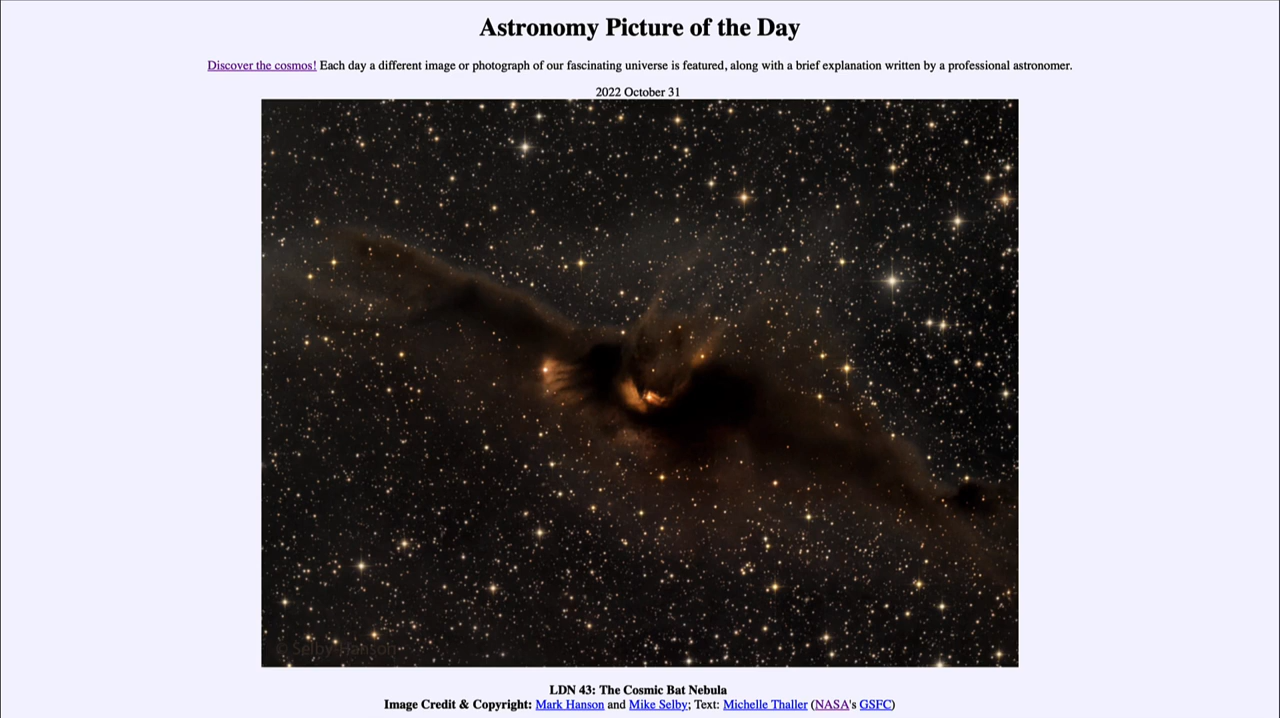 Astronomy Picture of the Day
Discover the cosmos! Each day a different image or photograph of our fascinating universe is featured, along with a brief explanation written by a professional astronomer.
2022 October 31
© Selby Hanson
LDN 43: The Cosmic Bat Nebula
Image Credit & Copyright: Mark Hanson and Mike Selby; Text: Michelle Thaller (NASA's GSFC)